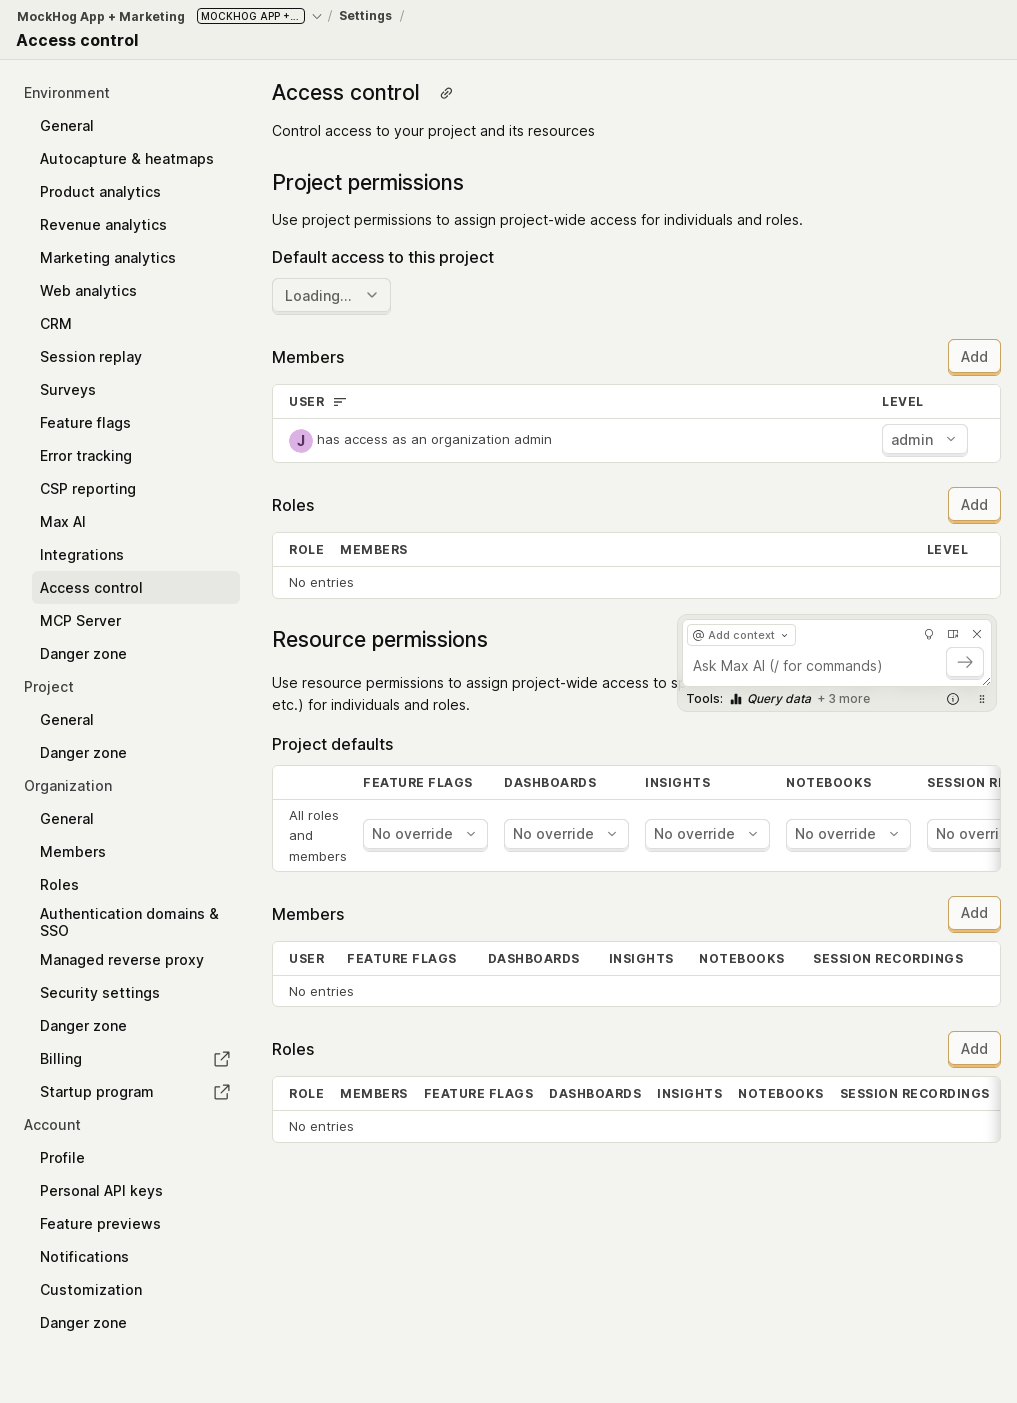 MockHog App + Marketing MOCKHOG APP +... / Settings /
Access control
Environment
General
Autocapture & heatmaps
Product analytics
Revenue analytics
Marketing analytics
Web analytics
CRM
Session replay
Surveys
Feature flags
Error tracking
CSP reporting
Max AI
Integrations
Access control
MCP Server
Danger zone
Project
General
Danger zone
Organization
General
Members
Roles
Authentication domains &
SSO
Managed reverse proxy
Security settings
Danger zone
Billing
Startup program
Account
Profile
Personal API keys
Feature previews
Notifications
Customization
Danger zone
Access control
Control access to your project and its resources
Project permissions
Use project permissions to assign project-wide access for individuals and roles.
Default access to this project
Loading...
Members Add
USER LEVEL
J has access as an organization admin admin
Roles Add
ROLE MEMBERS LEVEL
No entries
Resource permissions
Use resource permissions to assign project-wide access to s
etc.) for individuals and roles.
@ Add context
Ask Max AI (/ for commands)
Tools: Query data + 3 more
Project defaults
FEATURE FLAGS DASHBOARDS INSIGHTS NOTEBOOKS SESSION RE
All roles
and
members
No override No override No override No override No overri
Members Add
USER FEATURE FLAGS DASHBOARDS INSIGHTS NOTEBOOKS SESSION RECORDINGS
No entries
Roles Add
ROLE MEMBERS FEATURE FLAGS DASHBOARDS INSIGHTS NOTEBOOKS SESSION RECORDINGS
No entries